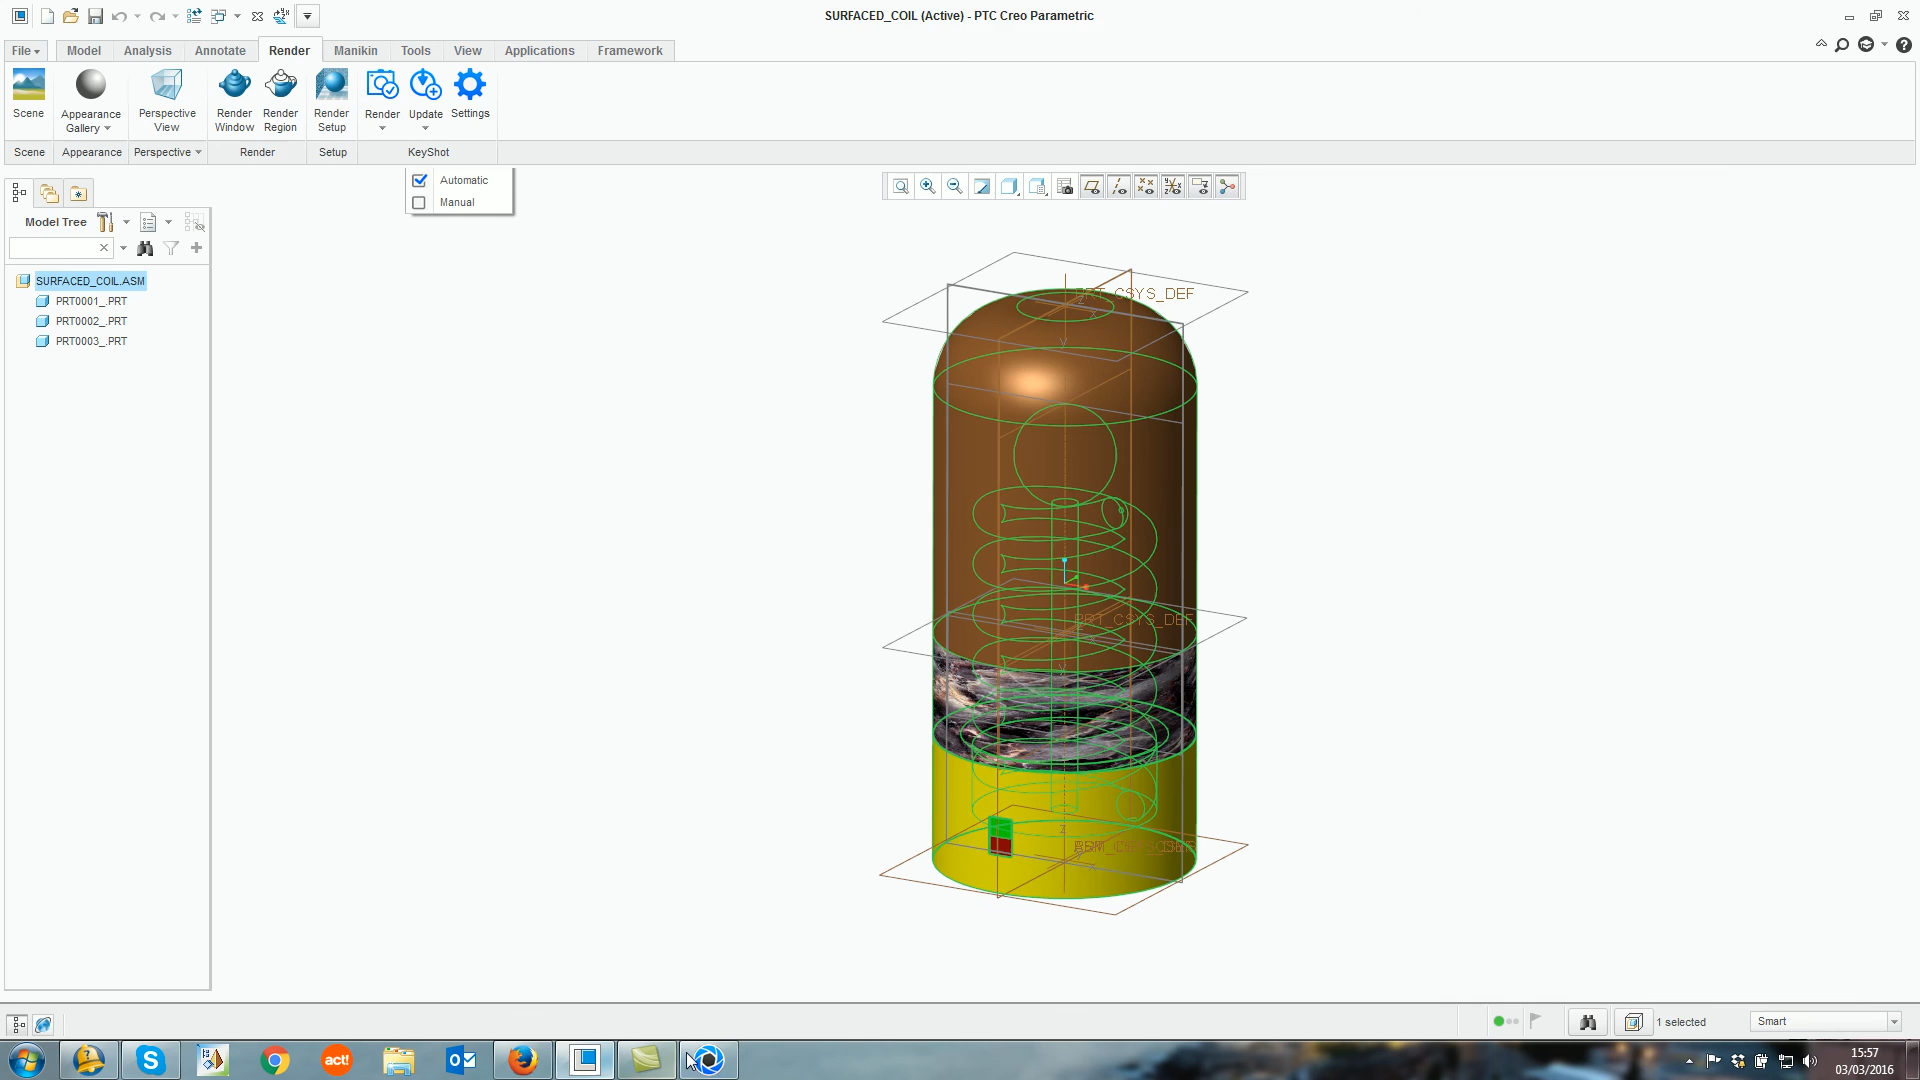 SURFACED_COIL (Active) - PTC Creo Parametric
File Model Analysis Annotate Render Manikin Tools View Applications Framework
Scene
Appearance Gallery
Perspective View
Render Window
Render Region
Render Setup
Render
Update
Settings
Scene Appearance Perspective Render Setup KeyShot
Automatic
Manual
Model Tree
SURFACED_COIL.ASM
PRT0001_.PRT
PRT0002_.PRT
PRT0003_.PRT
PRT_CSYS_DEF
Y
PRT_CSYS_DEF
Z
1 selected
Smart
act!
15:57
03/03/2016